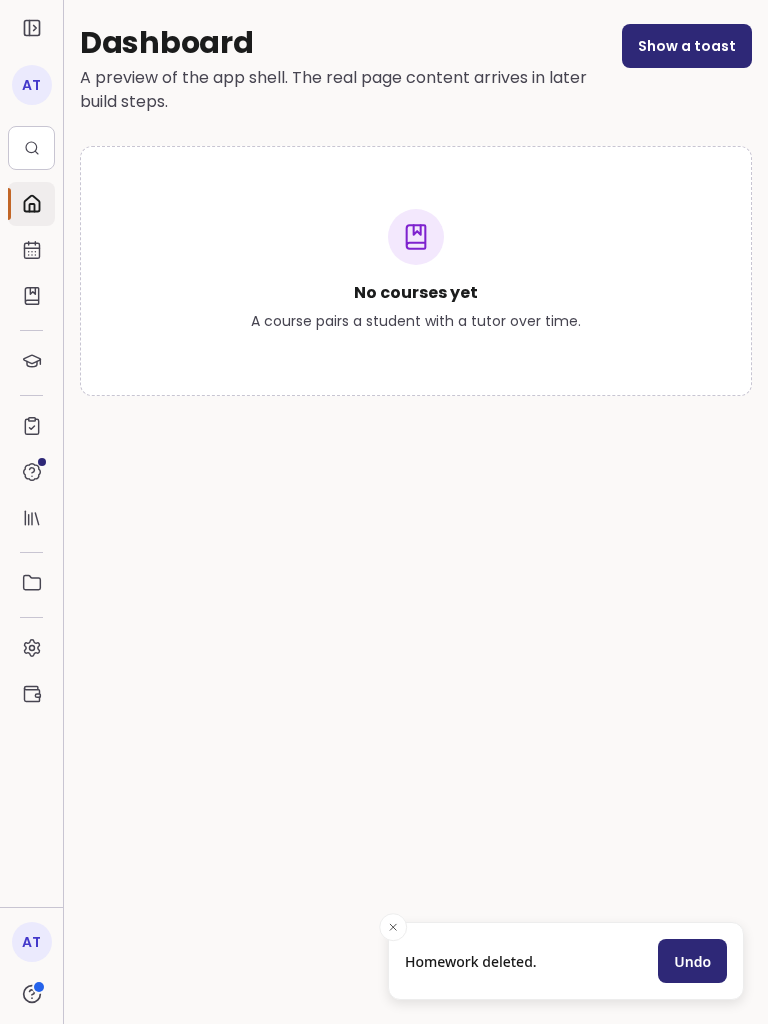 AT
Dashboard
Show a toast
A preview of the app shell. The real page content arrives in later
build steps.
No courses yet
A course pairs a student with a tutor over time.
AT
Homework deleted.
Undo